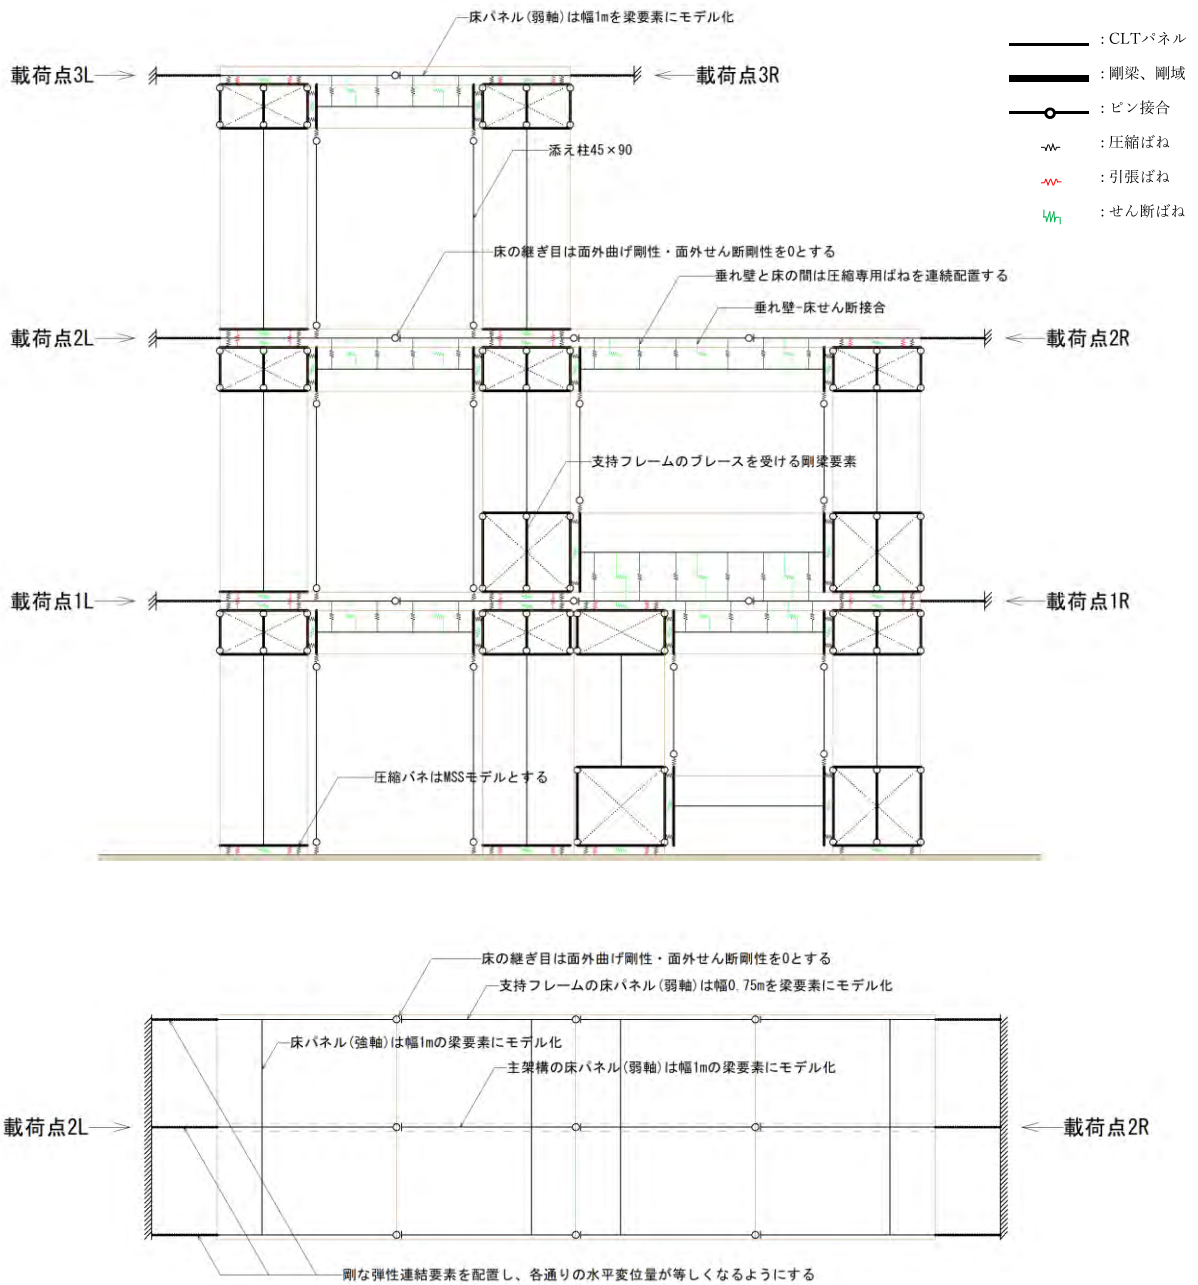 床パネル(弱軸)は幅1mを梁要素にモデル化
載荷点3L
載荷点3R
: CLTパネル
: 剛梁、剛域
: ピン接合
: 圧縮ばね
: 引張ばね
: せん断ばね
添え柱45×90
床の継ぎ目は面外曲げ剛性・面外せん断剛性を0とする
垂れ壁と床の間は圧縮専用ばねを連続配置する
垂れ壁-床せん断接合
載荷点2L
載荷点2R
支持フレームのブレースを受ける剛梁要素
載荷点1L
載荷点1R
圧縮バネはMSSモデルとする
床の継ぎ目は面外曲げ剛性・面外せん断剛性を0とする
支持フレームの床パネル(弱軸)は幅0.75mを梁要素にモデル化
床パネル(強軸)は幅1mの梁要素にモデル化
主架構の床パネル(弱軸)は幅1mの梁要素にモデル化
載荷点2L
載荷点2R
剛な弾性連結要素を配置し、各通りの水平変位量が等しくなるようにする